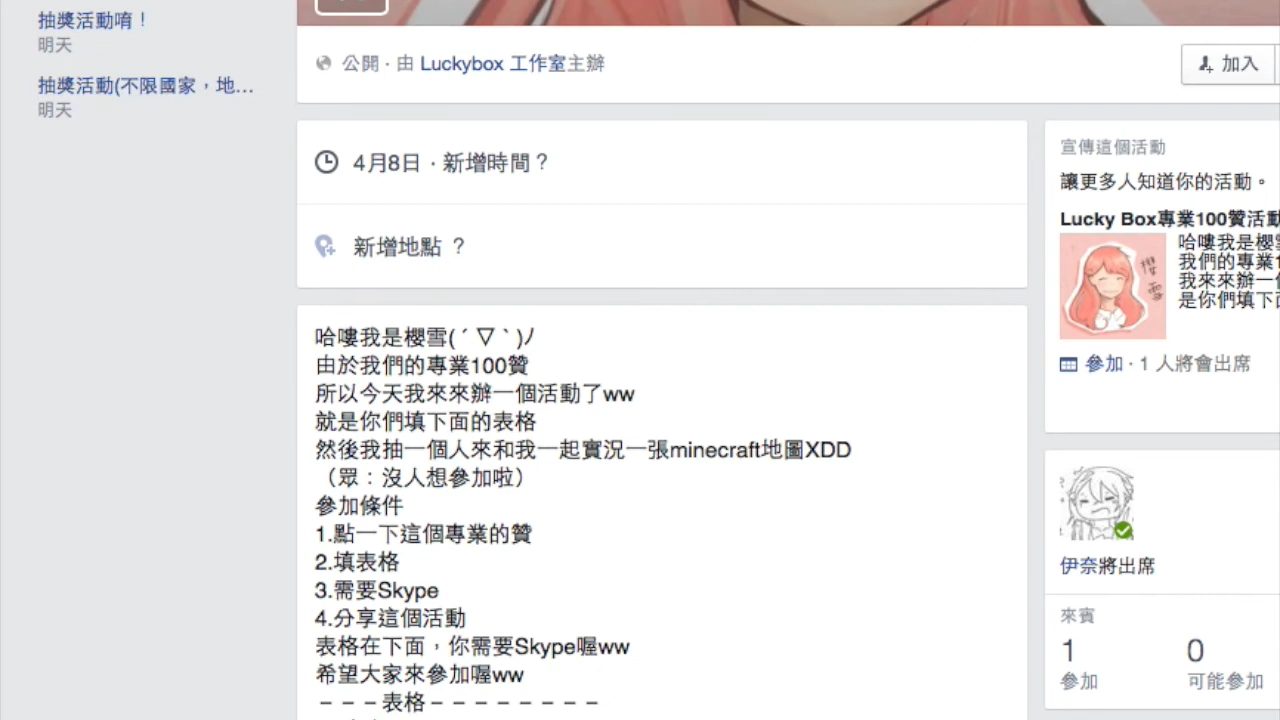 抽獎活動唷！
明天
抽獎活動(不限國家，地…
明天
公開 · 由 Luckybox 工作室主辦
加入
4月8日 · 新增時間？
新增地點 ？
哈嘍我是櫻雪(ˊ▽ˋ)ﾉ
由於我們的專業100贊
所以今天我來來辦一個活動了ww
就是你們填下面的表格
然後我抽一個人來和我一起實況一張minecraft地圖XDD
（眾：沒人想參加啦）
參加條件
1.點一下這個專業的贊
2.填表格
3.需要Skype
4.分享這個活動
表格在下面，你需要Skype喔ww
希望大家來參加喔ww
－－－表格－－－－－－－－
宣傳這個活動
讓更多人知道你的活動。
Lucky Box專業100贊活動
哈嘍我是櫻雪
我們的專業1
我來來辦一個
是你們填下面
櫻雪
參加 · 1 人將會出席
伊奈將出席
來賓
1
參加
0
可能參加